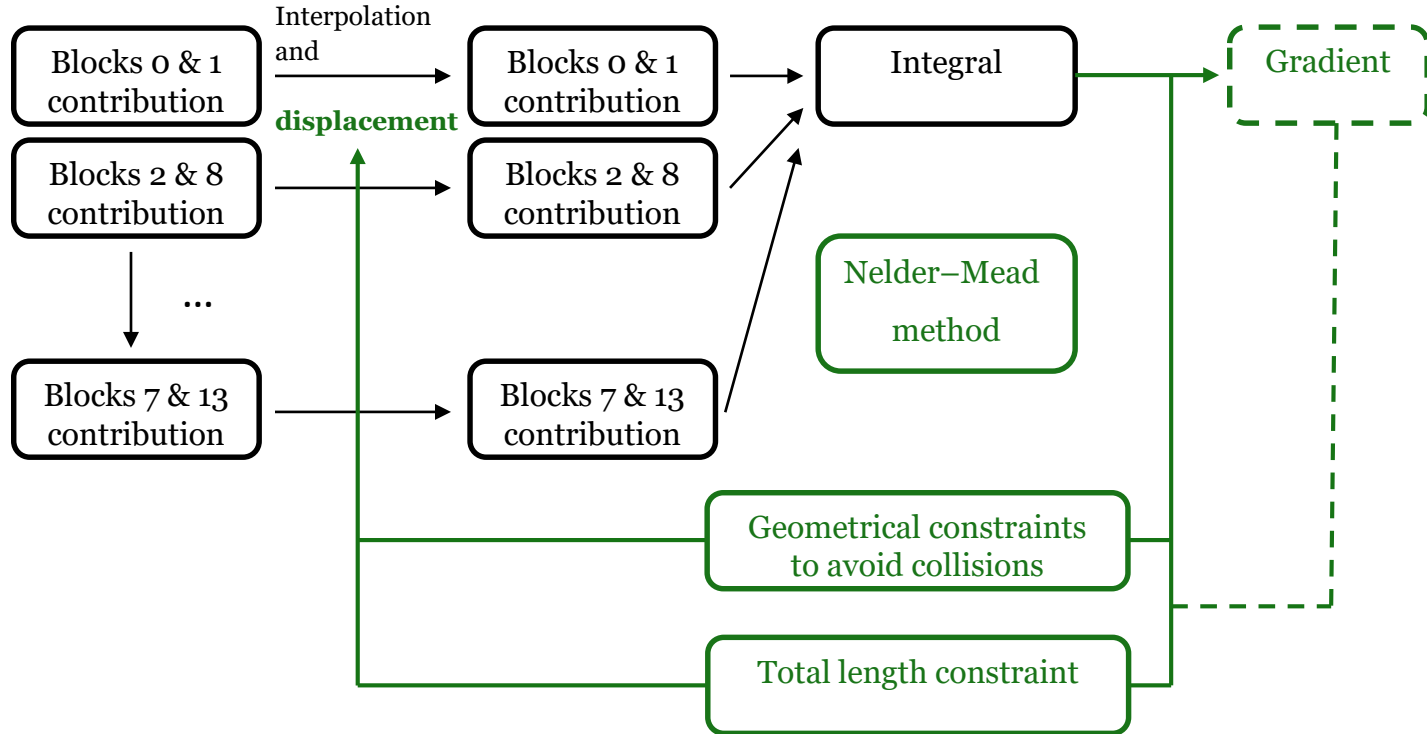 Interpolation
and
displacement
Blocks 0 & 1
contribution
Blocks 0 & 1
contribution
Integral
Gradient
Blocks 2 & 8
contribution
Blocks 2 & 8
contribution
...
Nelder–Mead
method
Blocks 7 & 13
contribution
Blocks 7 & 13
contribution
Geometrical constraints
to avoid collisions
Total length constraint